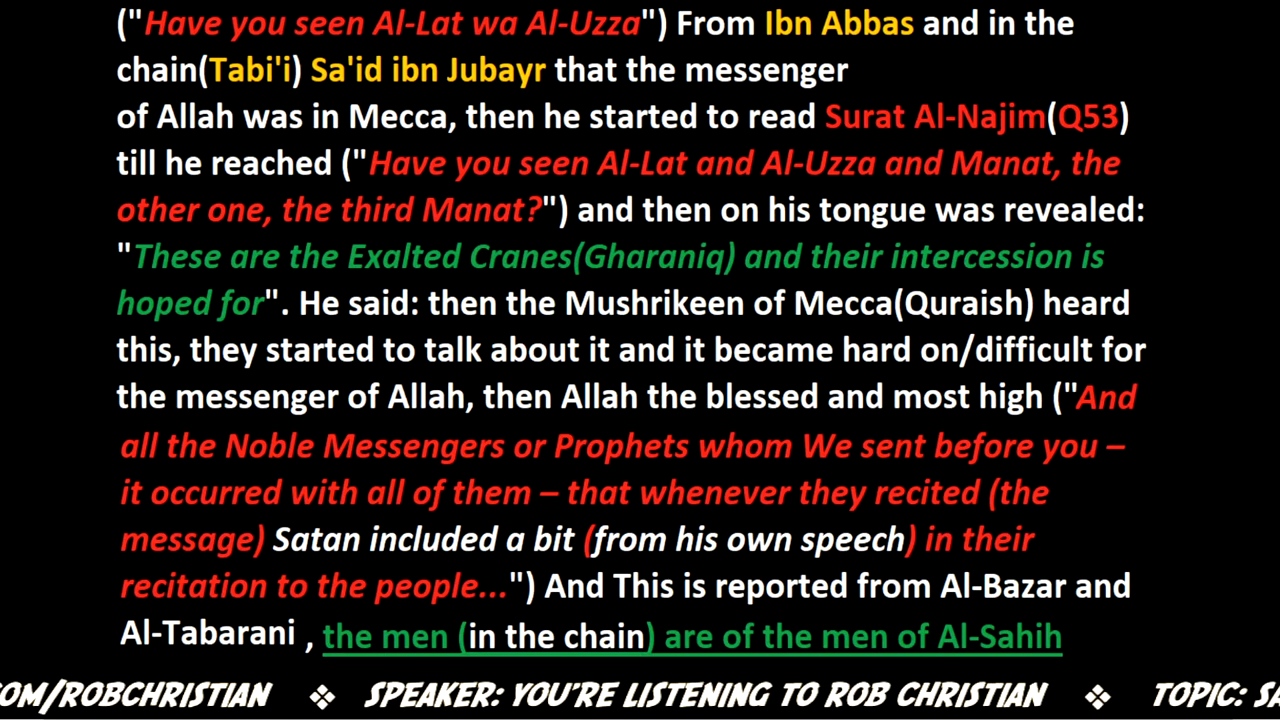 ("Have you seen Al-Lat wa Al-Uzza") From Ibn Abbas and in the
chain(Tabi'i) Sa'id ibn Jubayr that the messenger
of Allah was in Mecca, then he started to read Surat Al-Najim(Q53)
till he reached ("Have you seen Al-Lat and Al-Uzza and Manat, the
other one, the third Manat?") and then on his tongue was revealed:
"These are the Exalted Cranes(Gharaniq) and their intercession is
hoped for". He said: then the Mushrikeen of Mecca(Quraish) heard
this, they started to talk about it and it became hard on/difficult for
the messenger of Allah, then Allah the blessed and most high ("And
all the Noble Messengers or Prophets whom We sent before you –
it occurred with all of them – that whenever they recited (the
message) Satan included a bit (from his own speech) in their
recitation to the people...") And This is reported from Al-Bazar and
Al-Tabarani , the men (in the chain) are of the men of Al-Sahih
COM/ROBCHRISTIAN ❖ SPEAKER: YOU'RE LISTENING TO ROB CHRISTIAN ❖ TOPIC: SA